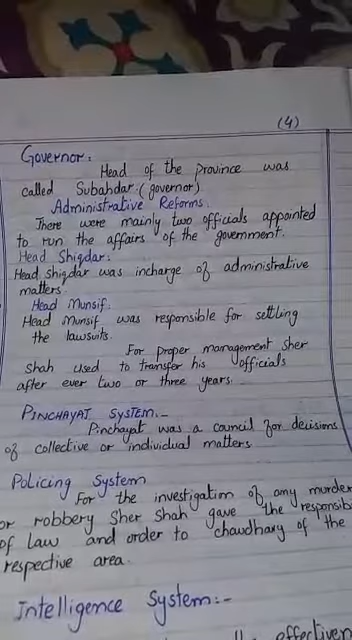 (4)
Governor:
Head of the Province was
called Subahdar (governor)
Administrative Reforms.
There were mainly two officials appointed
to run the affairs of the government.
Head Shiqdar:
Head Shiqdar was incharge of administrative
matters.
Head Munsif:
Head Munsif was responsible for settling
the lawsuits.
For proper management Sher
Shah used to transfer his officials
after ever two or three years.
PINCHAYAT SYSTEM.-
Pinchayat was a council for decisions
of collective or individual matters
Policing System
For the investigation of any murder
or robbery Sher Shah gave the responsib
of law and order to chaudhary of the
respective area.
Intelligence System:-
effective